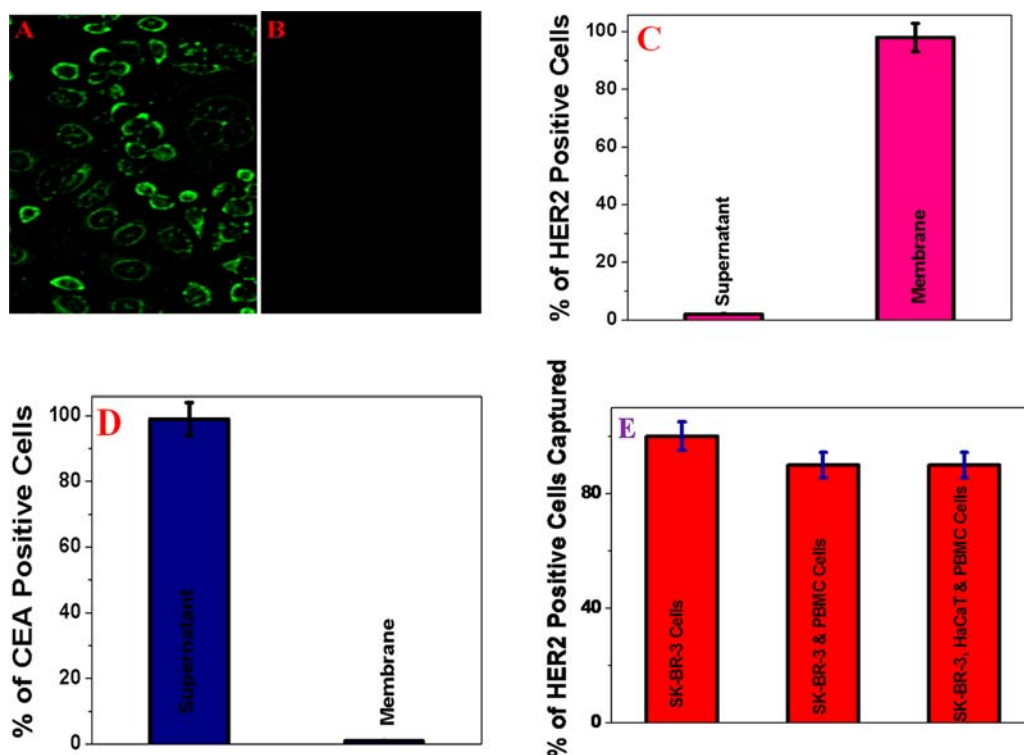 A
B
C
% of HER2 Positive Cells
100
80
60
40
20
0
Supernatant
Membrane
D
% of CEA Positive Cells
100
80
60
40
20
0
Supernatant
Membrane
E
% of HER2 Positive Cells Captured
80
40
0
SK-BR-3 Cells
SK-BR-3 & PBMC Cells
SK-BR-3, HaCaT & PBMC Cells